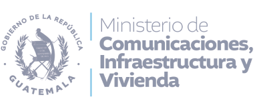 GOBIERNO DE LA REPÚBLICA
GUATEMALA
Ministerio de
Comunicaciones,
Infraestructura y
Vivienda